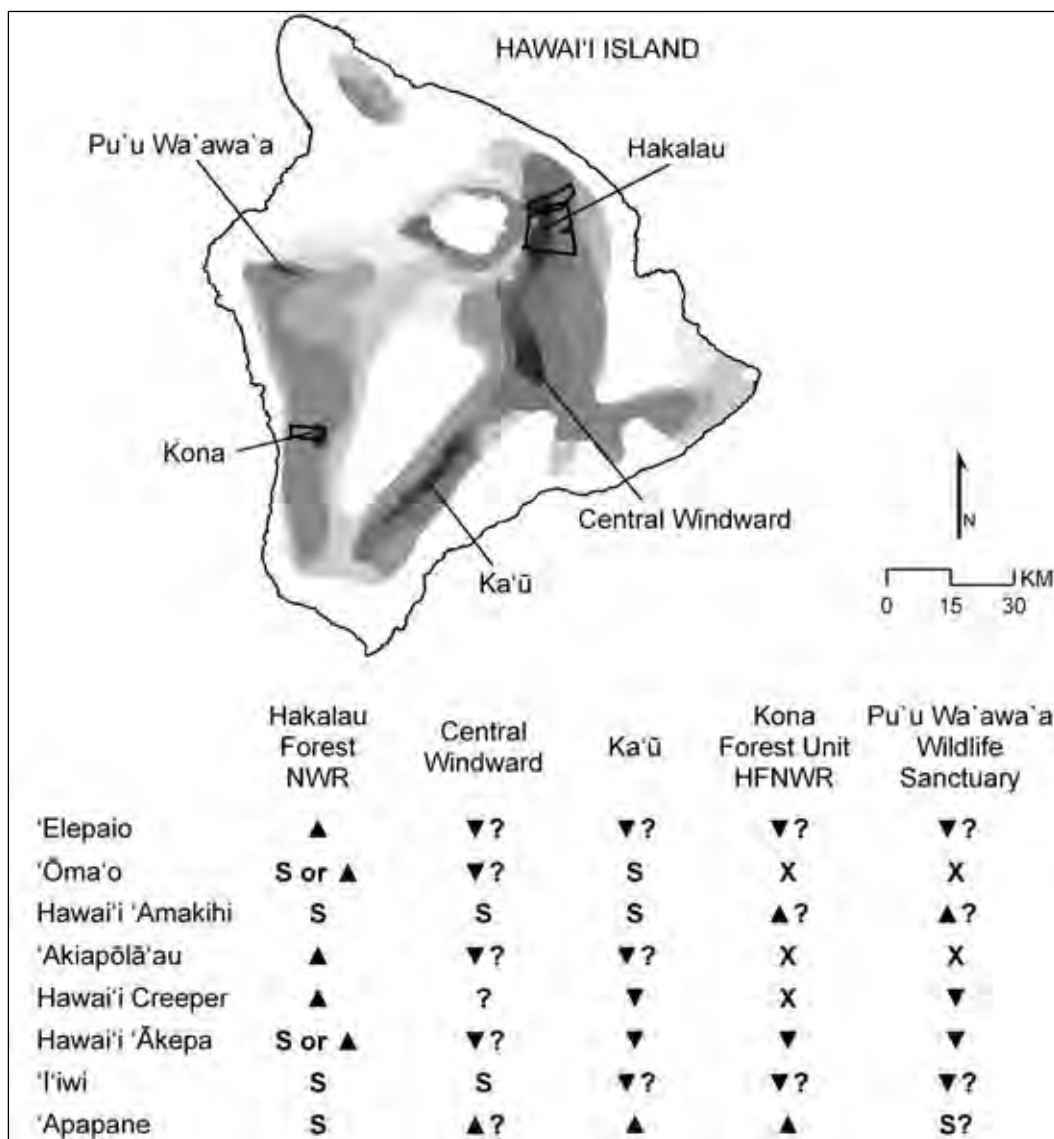 HAWAI'I ISLAND
Pu`u Wa`awa`a
Hakalau
Kona
Central Windward
Ka'ū
N
KM
0 15 30
Hakalau Forest NWR
Central Windward
Ka'ū
Kona Forest Unit HFNWR
Pu`u Wa`awa`a Wildlife Sanctuary
'Elepaio ▲ ▼? ▼? ▼? ▼?
'Ōma'o S or ▲ ▼? S X X
Hawai'i 'Amakihi S S S ▲? ▲?
'Akiapōlā'au ▲ ▼? ▼? X X
Hawai'i Creeper ▲ ? ▼ X ▼
Hawai'i 'Ākepa S or ▲ ▼? ▼ ▼ ▼
'I'iwi S S ▼? ▼? ▼?
'Apapane S ▲? ▲ ▲ S?